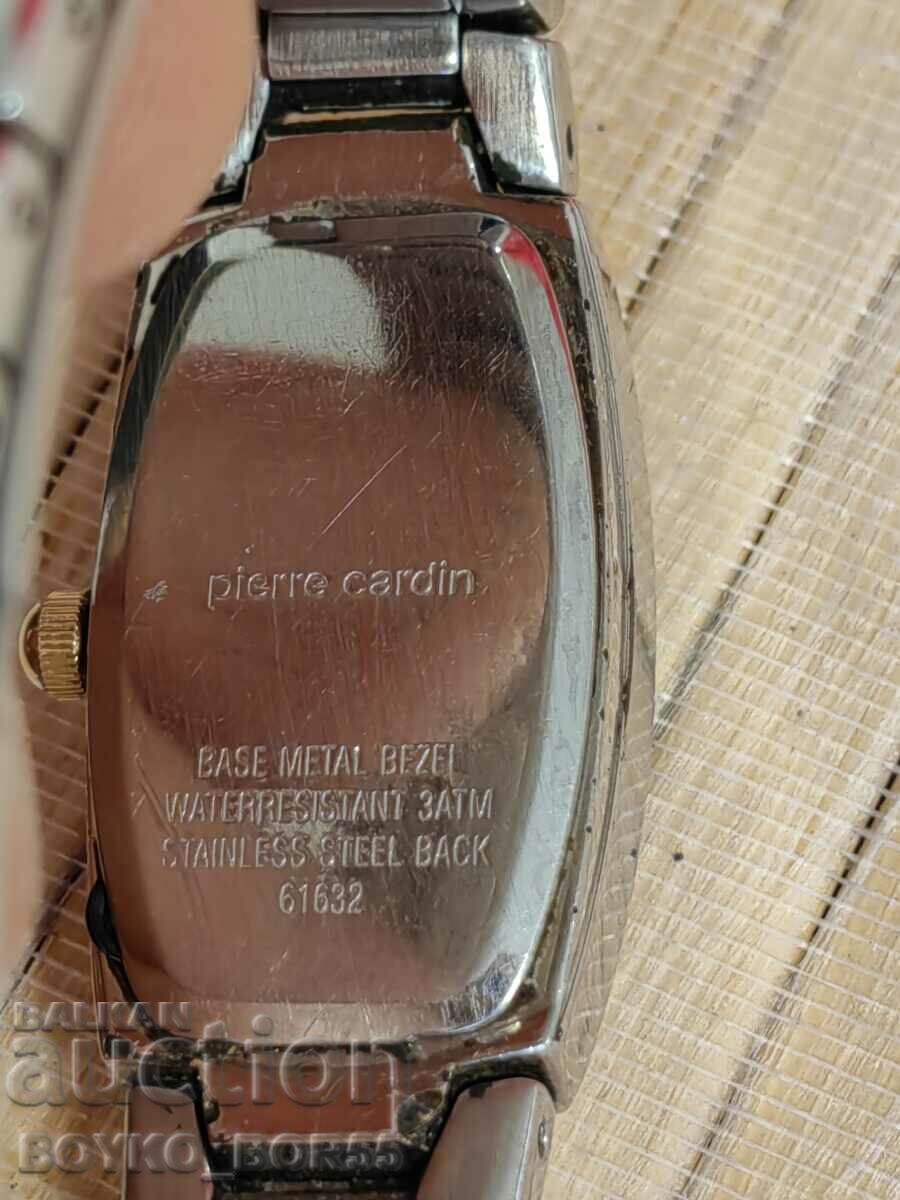 pierre cardin
BASE METAL BEZEL
WATERRESISTANT 3ATM
STAINLESS STEEL BACK
61632
BALKAN
auction
BOYKO_BOR55